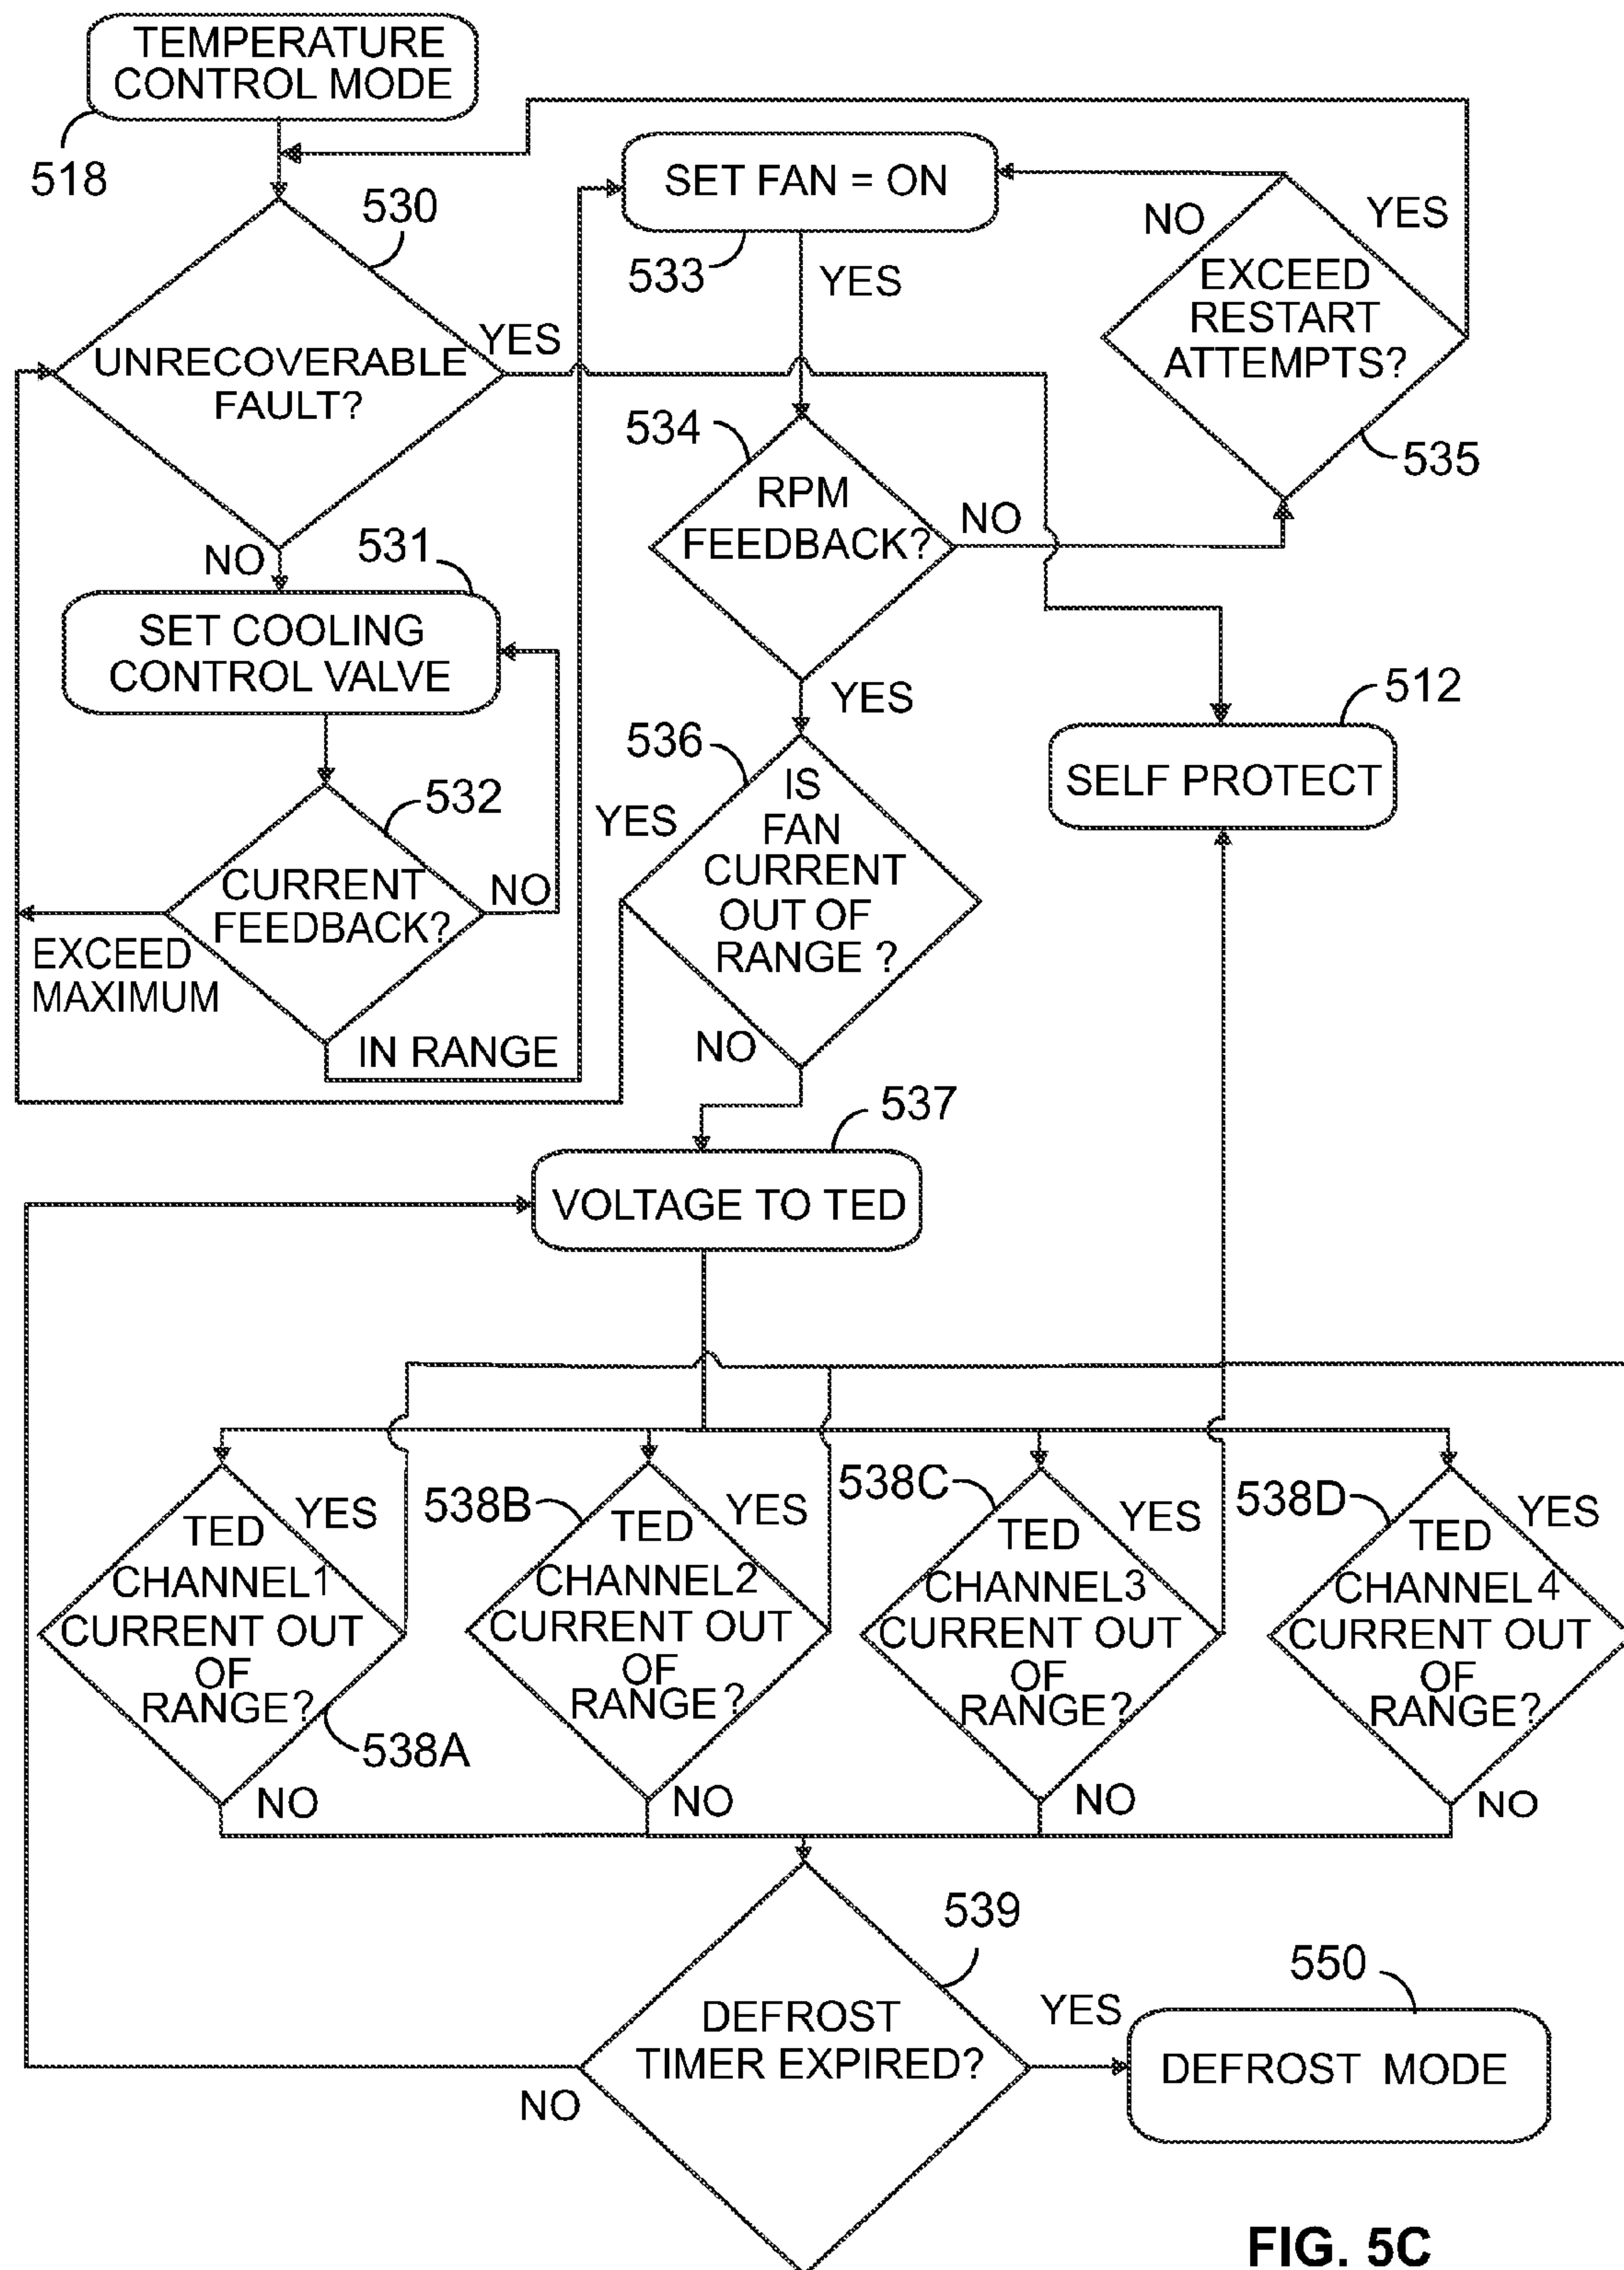 TEMPERATURE
CONTROL MODE
518
530
UNRECOVERABLE
FAULT?
YES
NO
531
SET COOLING
CONTROL VALVE
532
CURRENT
FEEDBACK?
NO
EXCEED
MAXIMUM
IN RANGE
SET FAN = ON
533
YES
534
RPM
FEEDBACK?
NO
YES
NO
YES
EXCEED
RESTART
ATTEMPTS?
535
536
IS
FAN
CURRENT
OUT OF
RANGE ?
YES
NO
512
SELF PROTECT
537
VOLTAGE TO TED
TED
CHANNEL1
CURRENT OUT
OF
RANGE?
YES
538A
NO
538B
TED
CHANNEL2
CURRENT OUT
OF
RANGE?
YES
NO
538C
TED
CHANNEL3
CURRENT OUT
OF
RANGE?
YES
NO
538D
TED
CHANNEL4
CURRENT OUT
OF
RANGE?
YES
NO
539
DEFROST
TIMER EXPIRED?
NO
YES
550
DEFROST MODE
FIG. 5C